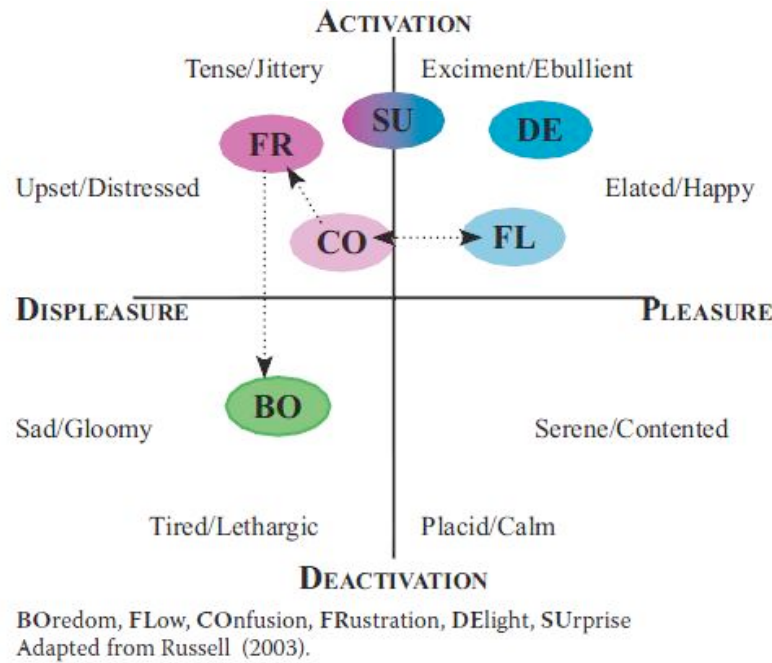 ACTIVATION
Tense/Jittery
Exciment/Ebullient
SU
DE
FR
Upset/Distressed
Elated/Happy
CO
FL
DISPLEASURE
PLEASURE
BO
Sad/Gloomy
Serene/Contented
Tired/Lethargic
Placid/Calm
DEACTIVATION
BOredom, FLow, COnfusion, FRustration, DElight, SUrprise
Adapted from Russell (2003).